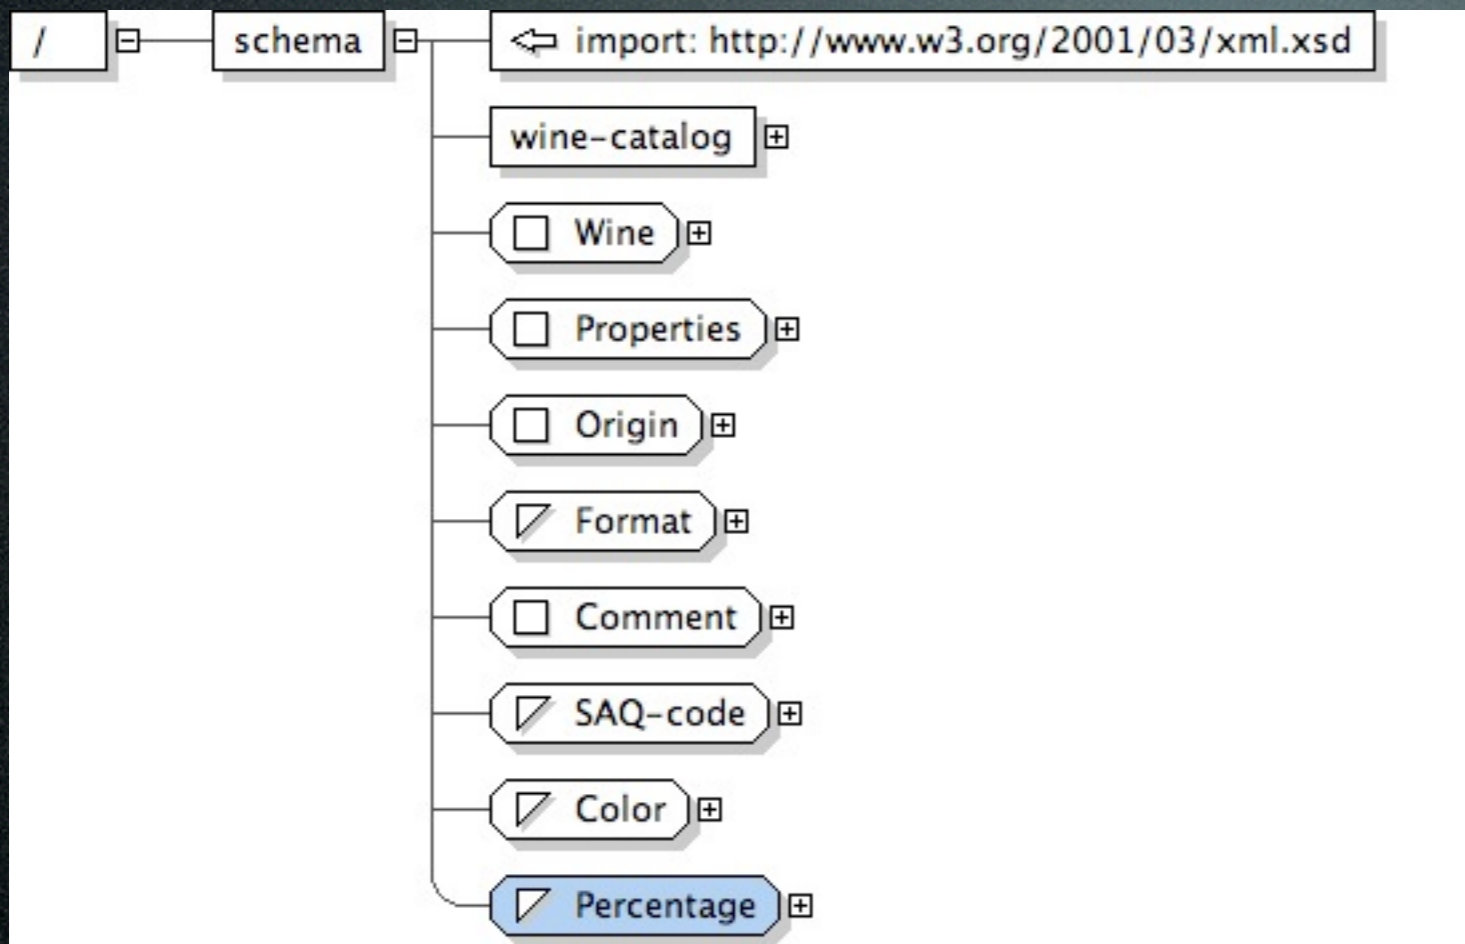 /
schema
import: http://www.w3.org/2001/03/xml.xsd
wine-catalog
Wine
Properties
Origin
Format
Comment
SAQ-code
Color
Percentage